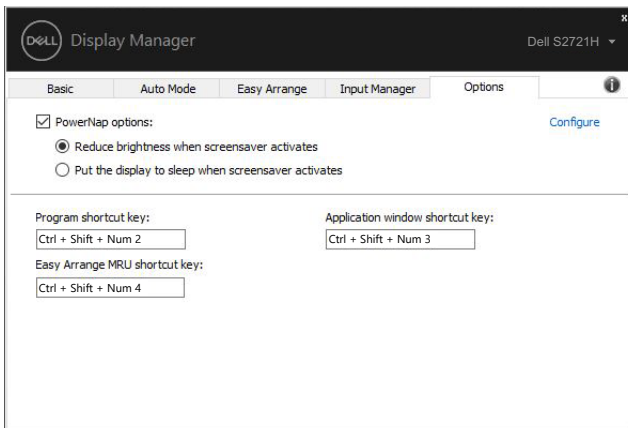 x
DELL Display Manager
Dell S2721H
Basic Auto Mode Easy Arrange Input Manager Options
PowerNap options: Configure
Reduce brightness when screensaver activates
Put the display to sleep when screensaver activates
Program shortcut key: Application window shortcut key:
Ctrl + Shift + Num 2 Ctrl + Shift + Num 3
Easy Arrange MRU shortcut key:
Ctrl + Shift + Num 4